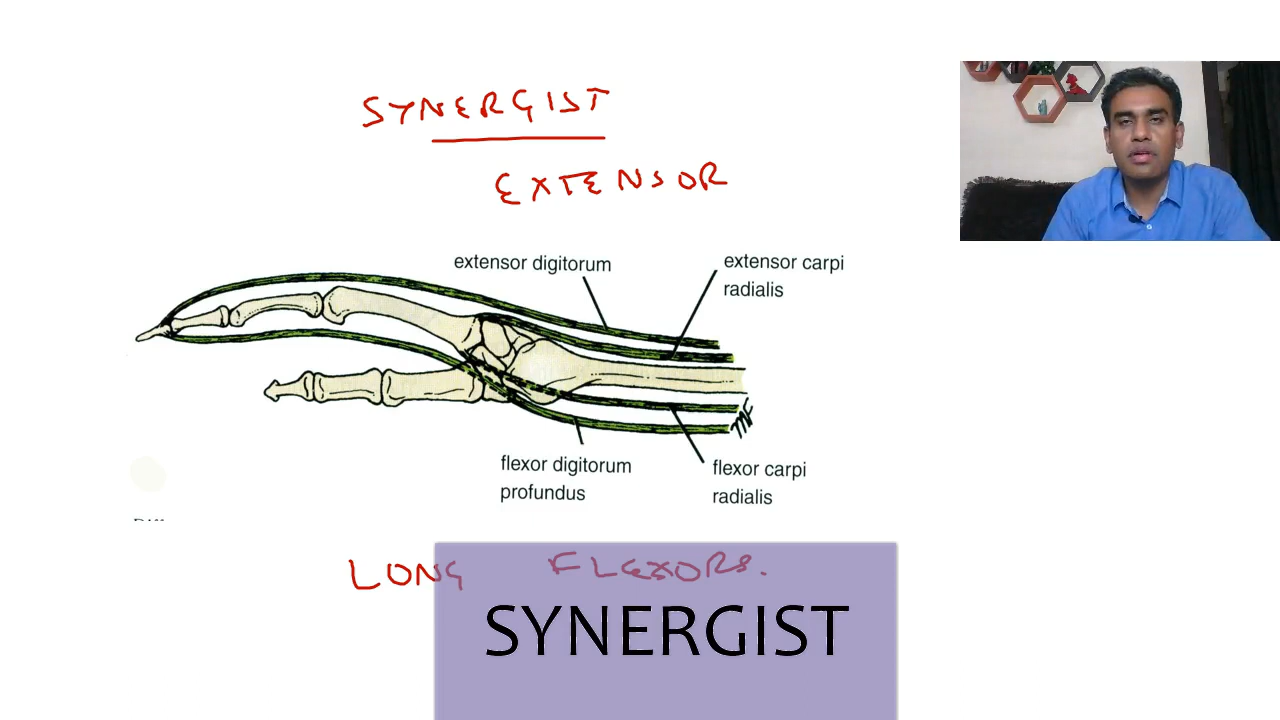 SYNERGIST
EXTENSOR
extensor digitorum
extensor carpi
radialis
flexor digitorum
profundus
flexor carpi
radialis
LONG FLEXORS.
SYNERGIST